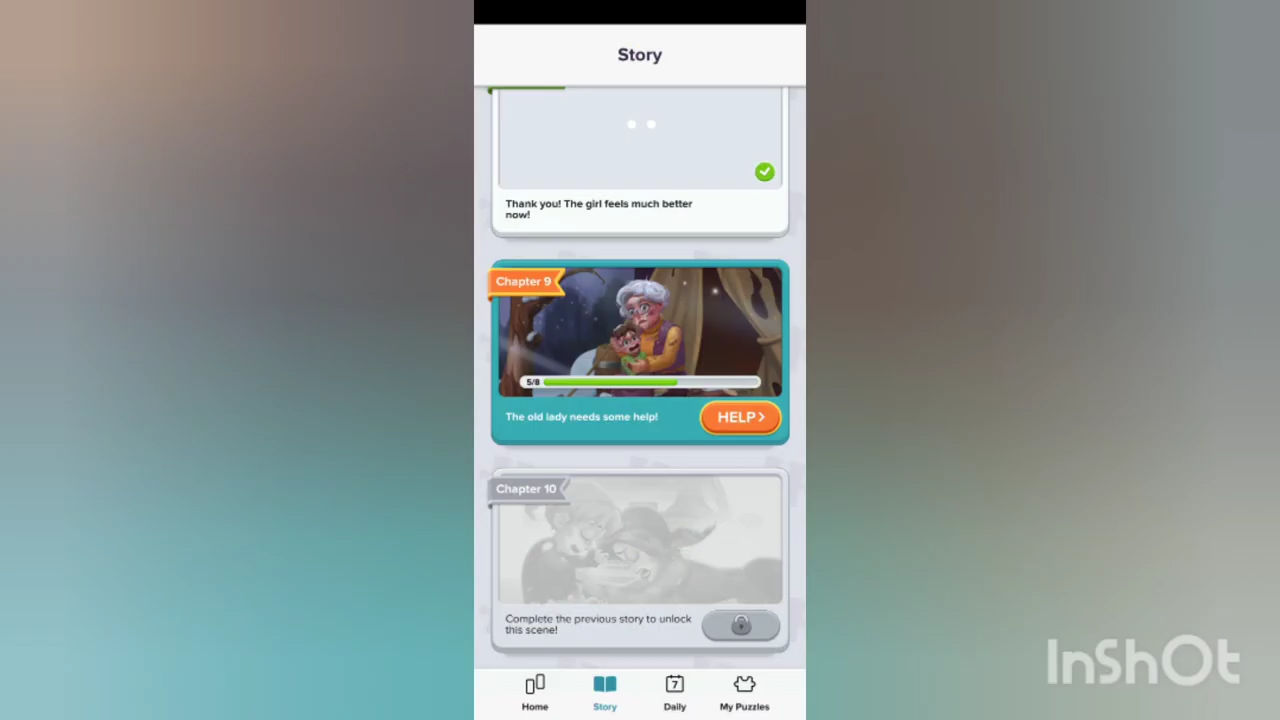 Story
Thank you! The girl feels much better
now!
Chapter 9
5/8
The old lady needs some help!
HELP>
Chapter 10
Complete the previous story to unlock
this scene!
7
Home
Story
Daily
My Puzzles
InShOt